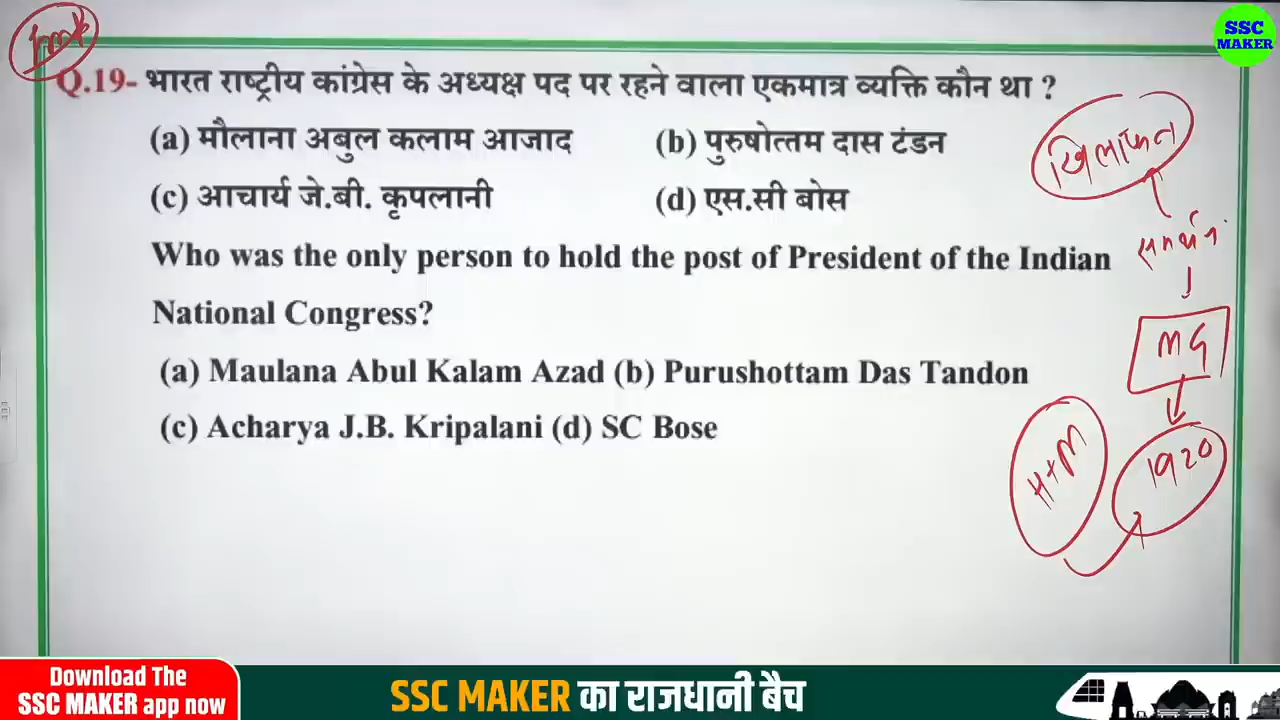 Imp
SSC
MAKER
Q.19- भारत राष्ट्रीय कांग्रेस के अध्यक्ष पद पर रहने वाला एकमात्र व्यक्ति कौन था ?
(a) मौलाना अबुल कलाम आजाद (b) पुरुषोत्तम दास टंडन
(c) आचार्य जे.बी. कृपलानी (d) एस.सी बोस
Who was the only person to hold the post of President of the Indian
National Congress?
(a) Maulana Abul Kalam Azad (b) Purushottam Das Tandon
(c) Acharya J.B. Kripalani (d) SC Bose
खिलाफत
समर्थन
MG
H+M
1920
Download The
SSC MAKER app now
SSC MAKER का राजधानी बैच